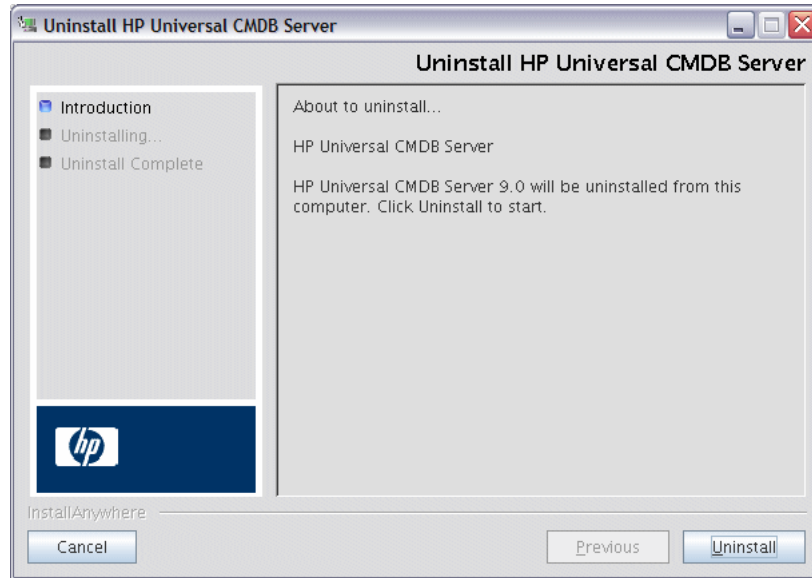 Uninstall HP Universal CMDB Server
Uninstall HP Universal CMDB Server
Introduction
Uninstalling...
Uninstall Complete
About to uninstall...
HP Universal CMDB Server
HP Universal CMDB Server 9.0 will be uninstalled from this
computer. Click Uninstall to start.
hp
InstallAnywhere
Cancel
Previous
Uninstall